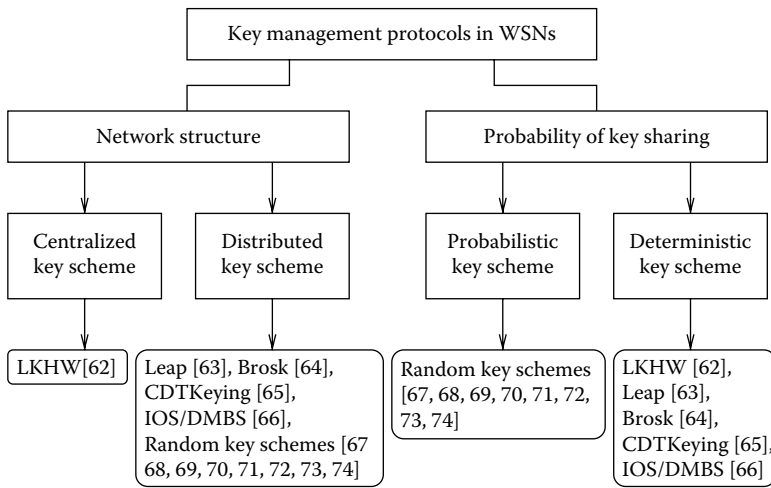 Key management protocols in WSNs
Network structure
Probability of key sharing
Centralized
key scheme
Distributed
key scheme
Probabilistic
key scheme
Deterministic
key scheme
LKHW[62]
Leap [63], Brosk [64],
CDTKeying [65],
IOS/DMBS [66],
Random key schemes [67
68, 69, 70, 71, 72, 73, 74]
Random key schemes
[67, 68, 69, 70, 71, 72,
73, 74]
LKHW [62],
Leap [63],
Brosk [64],
CDTKeying [65],
IOS/DMBS [66]